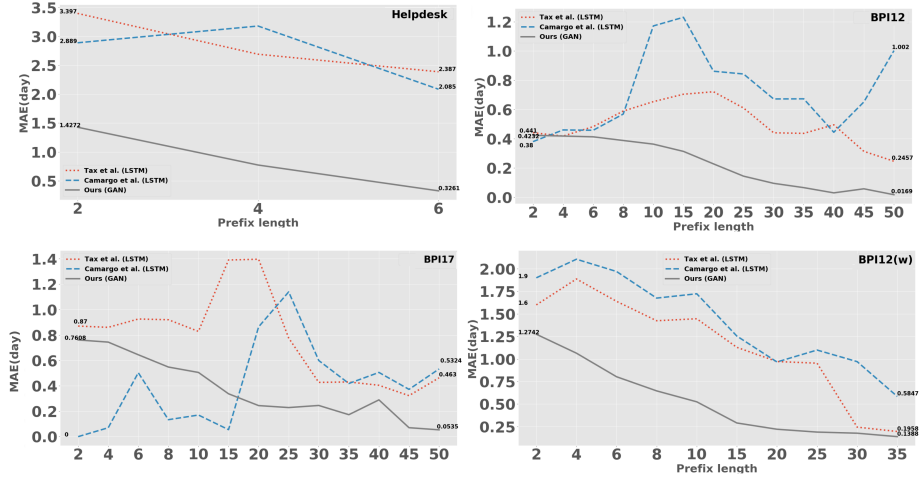 Helpdesk
3.5
3.397
3.0
2.889
2.5
2.387
2.085
2.0
1.5
1.4272
1.0
0.5
0.3261
MAE(day)
Tax et al. (LSTM)
Camargo et al. (LSTM)
Ours (GAN)
2 4 6
Prefix length
BPI12
Tax et al. (LSTM)
Camargo et al. (LSTM)
Ours (GAN)
1.2
1.0
1.002
0.8
0.6
0.4
0.441
0.4232
0.38
0.2457
0.2
0.0169
0.0
MAE(day)
2 4 6 8 10 15 20 25 30 35 40 45 50
Prefix length
BPI17
Tax et al. (LSTM)
Camargo et al. (LSTM)
Ours (GAN)
1.4
1.2
1.0
0.87
0.8
0.7608
0.6
0.5324
0.463
0.4
0.2
0.0535
0.0
0
MAE(day)
2 4 6 8 10 15 20 25 30 35 40 45 50
Prefix length
BPI12(w)
Tax et al. (LSTM)
Camargo et al. (LSTM)
Ours (GAN)
2.00
1.9
1.75
1.6
1.50
1.2742
1.25
1.00
0.75
0.5847
0.50
0.25
0.1958
0.1388
MAE(day)
2 4 6 8 10 15 20 25 30 35
Prefix length